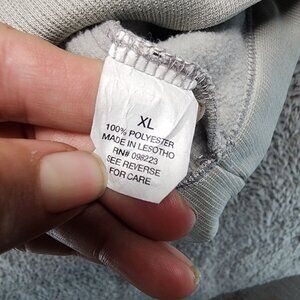 XL
100% POLYESTER
MADE IN LESOTHO
RN# 098223
SEE REVERSE
FOR CARE